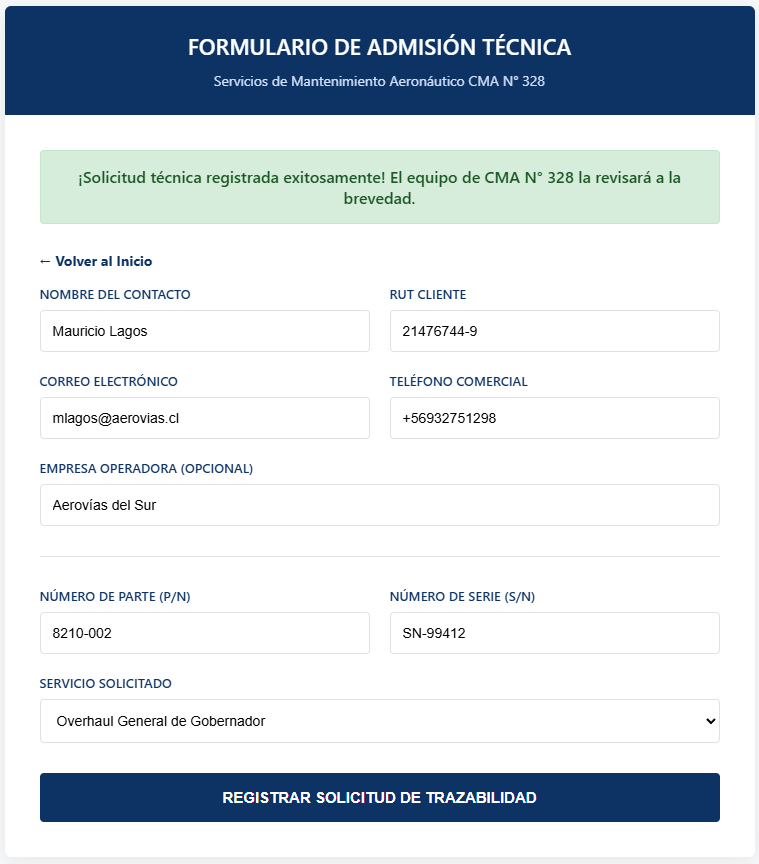 FORMULARIO DE ADMISIÓN TÉCNICA
Servicios de Mantenimiento Aeronáutico CMA N° 328
¡Solicitud técnica registrada exitosamente! El equipo de CMA N° 328 la revisará a la
brevedad.
← Volver al Inicio
NOMBRE DEL CONTACTO
Mauricio Lagos
RUT CLIENTE
21476744-9
CORREO ELECTRÓNICO
mlagos@aerovias.cl
TELÉFONO COMERCIAL
+56932751298
EMPRESA OPERADORA (OPCIONAL)
Aerovías del Sur
NÚMERO DE PARTE (P/N)
8210-002
NÚMERO DE SERIE (S/N)
SN-99412
SERVICIO SOLICITADO
Overhaul General de Gobernador
REGISTRAR SOLICITUD DE TRAZABILIDAD